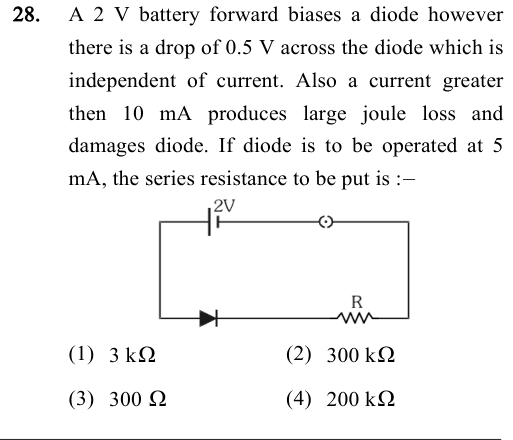 28. A 2 V battery forward biases a diode however
there is a drop of 0.5 V across the diode which is
independent of current. Also a current greater
then 10 mA produces large joule loss and
damages diode. If diode is to be operated at 5
mA, the series resistance to be put is :–
2V
R
(1) 3 kΩ (2) 300 kΩ
(3) 300 Ω (4) 200 kΩ